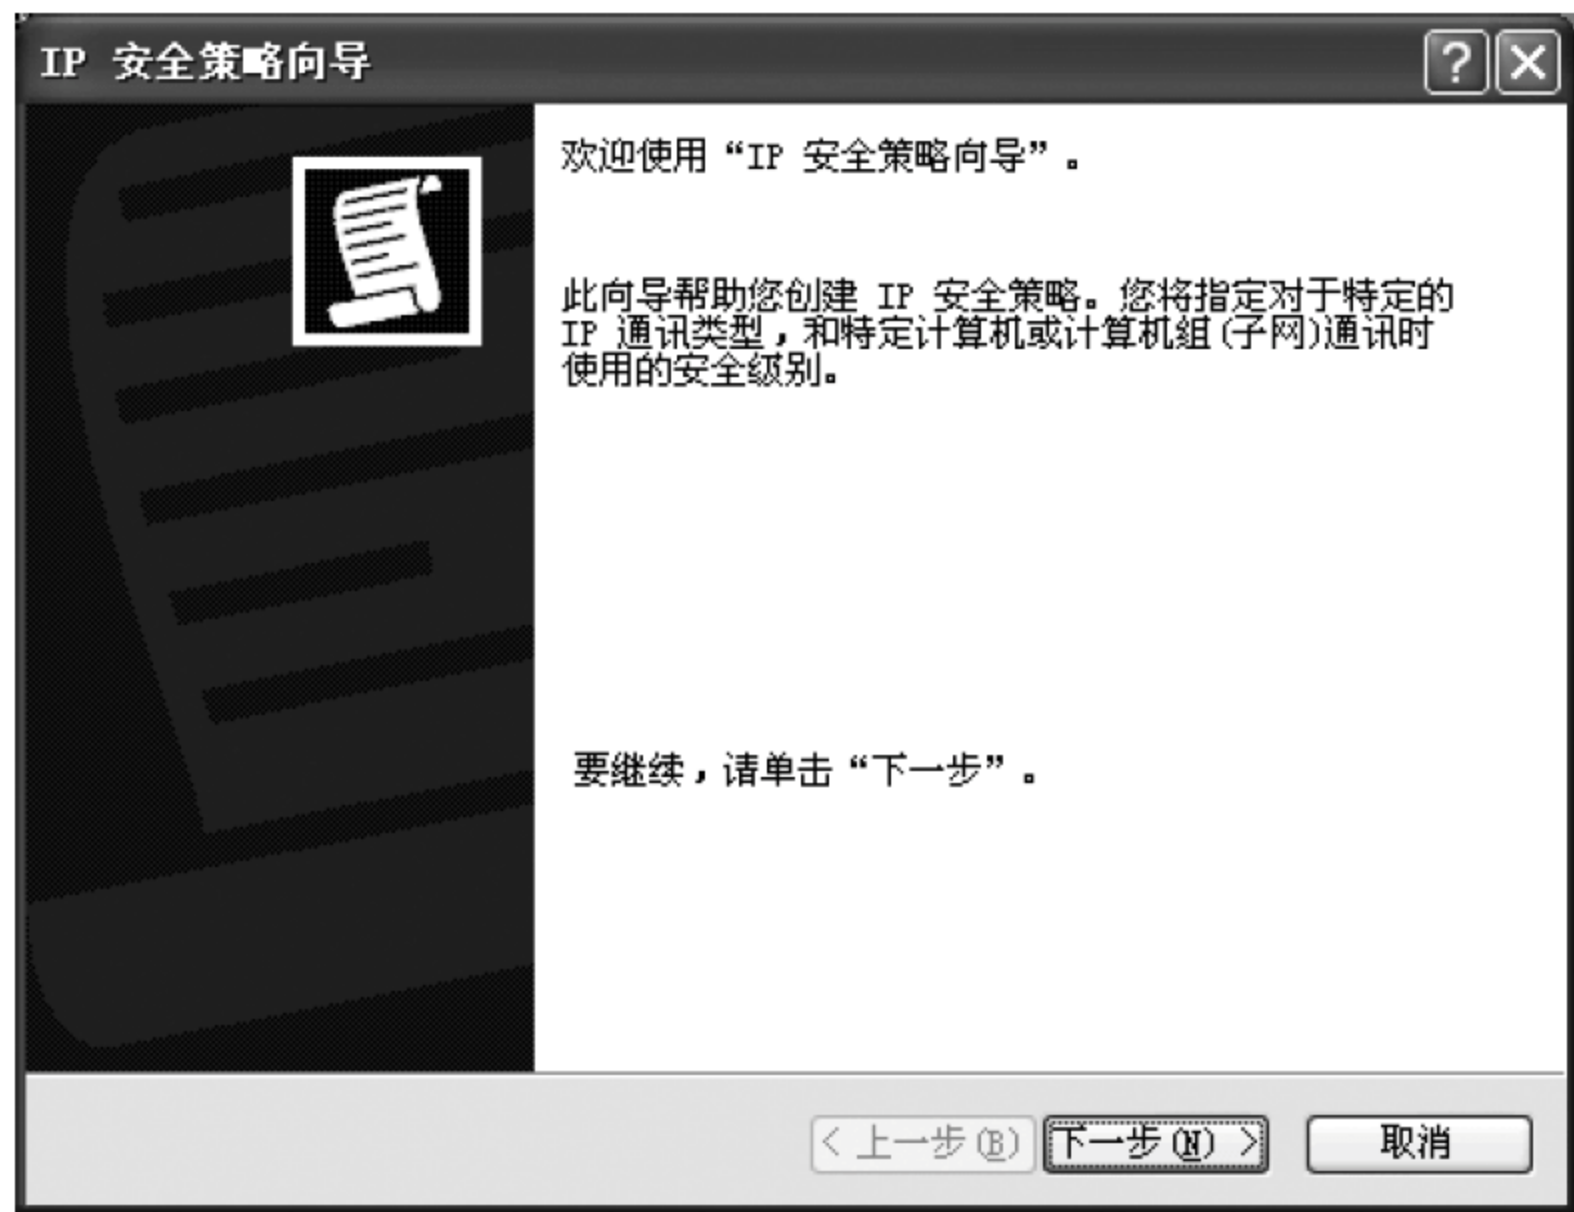 IP 安全策略向导
欢迎使用“IP 安全策略向导”。
此向导帮助您创建 IP 安全策略。您将指定对于特定的
IP 通讯类型，和特定计算机或计算机组(子网)通讯时
使用的安全级别。
要继续，请单击“下一步”。
< 上一步(B) 下一步(N) > 取消